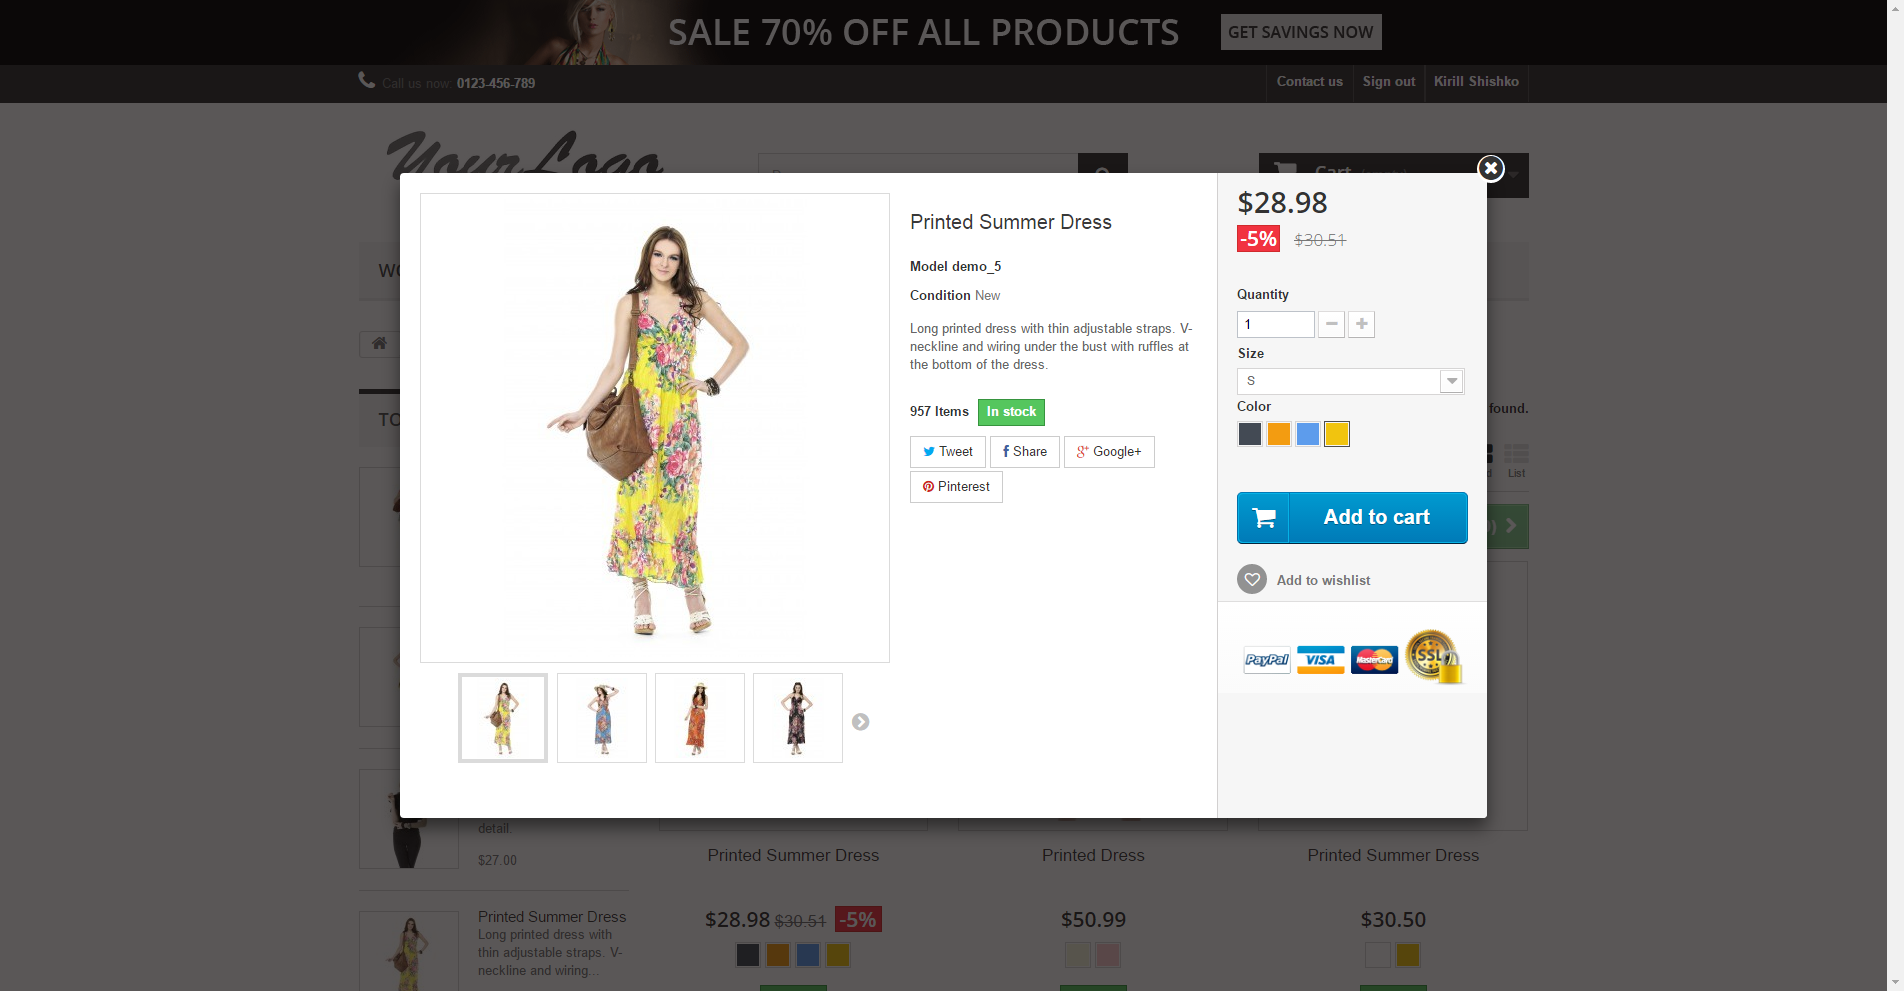 SALE 70% OFF ALL PRODUCTS
GET SAVINGS NOW
Call us now: 0123-456-789
Contact us
Sign out
Kirill Shishko
Your Logo
Cart
Printed Summer Dress
Model demo_5
Condition New
Long printed dress with thin adjustable straps. V-
neckline and wiring under the bust with ruffles at
the bottom of the dress.
957 Items
In stock
Tweet
Share
Google+
Pinterest
$28.98
-5%
$30.51
Quantity
1
Size
S
Color
Add to cart
Add to wishlist
PayPal
VISA
MasterCard
SSL
found.
List
detail.
$27.00
Printed Summer Dress
Long printed dress with
thin adjustable straps. V-
neckline and wiring...
Printed Summer Dress
$28.98 $30.51 -5%
Printed Dress
$50.99
Printed Summer Dress
$30.50